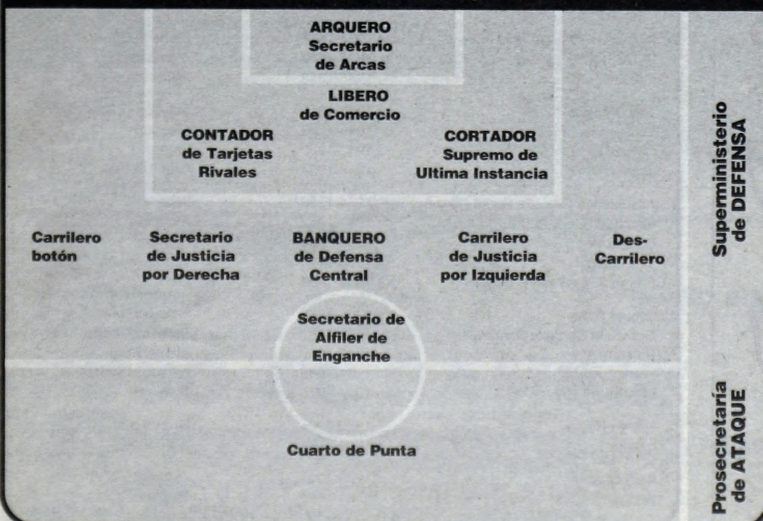 ARQUERO
Secretario
de Arcas
LIBERO
de Comercio
CONTADOR
de Tarjetas
Rivales
CORTADOR
Supremo de
Ultima Instancia
Carrilero
botón
Secretario
de Justicia
por Derecha
BANQUERO
de Defensa
Central
Carrilero
de Justicia
por Izquierda
Des-
Carrilero
Secretario de
Alfiler de
Enganche
Cuarto de Punta
Superministerio
de DEFENSA
Prosecretaría
de ATAQUE